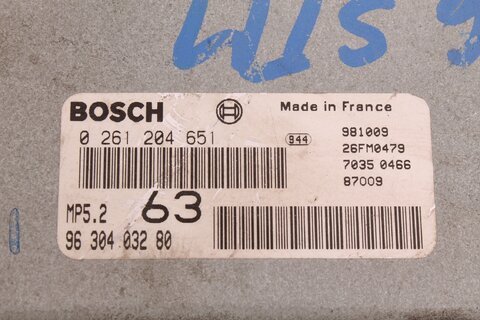 BOSCH Made in France
0 261 204 651 944 981009
26FM0479
7035 0466
87009
MP5.2 63
96 304 032 80